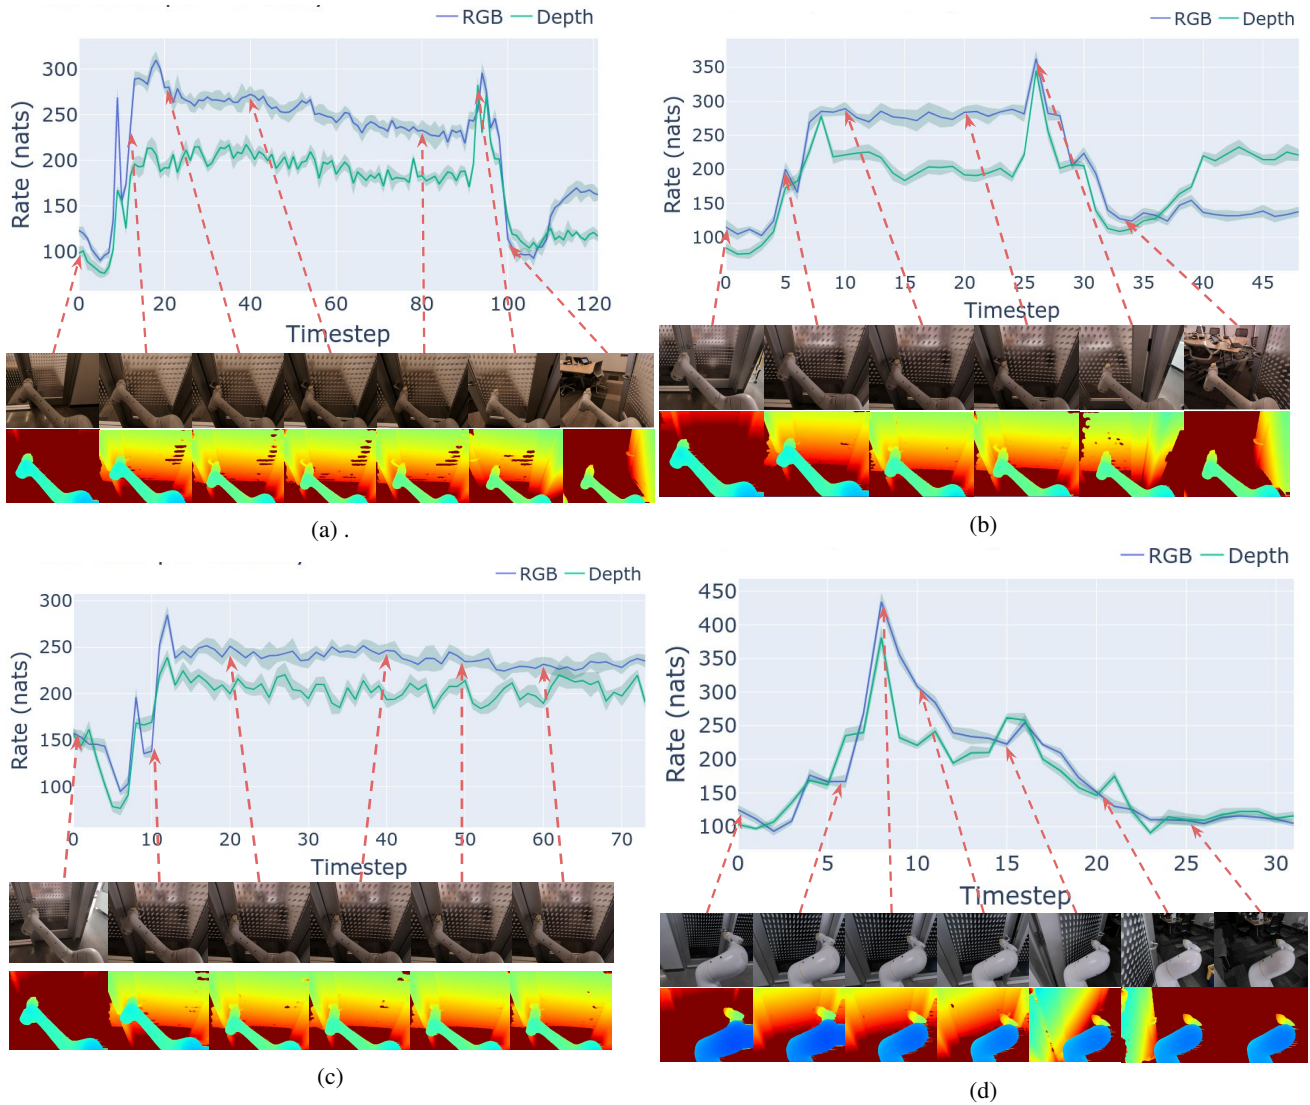 RGB Depth
300
250
200
150
100
Rate (nats)
0 20 40 60 80 100 120
Timestep
(a) .
RGB Depth
350
300
250
200
150
100
Rate (nats)
0 5 10 15 20 25 30 35 40 45
Timestep
(b)
RGB Depth
300
250
200
150
100
Rate (nats)
0 10 20 30 40 50 60 70
Timestep
(c)
RGB Depth
450
400
350
300
250
200
150
100
Rate (nats)
0 5 10 15 20 25 30
Timestep
(d)